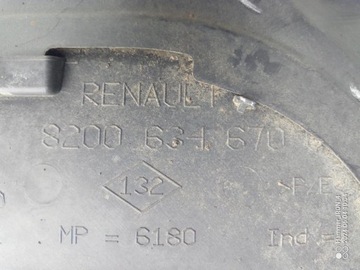 RENAULT
8200 634 670
132
>P/E
MP = 6180 Ind